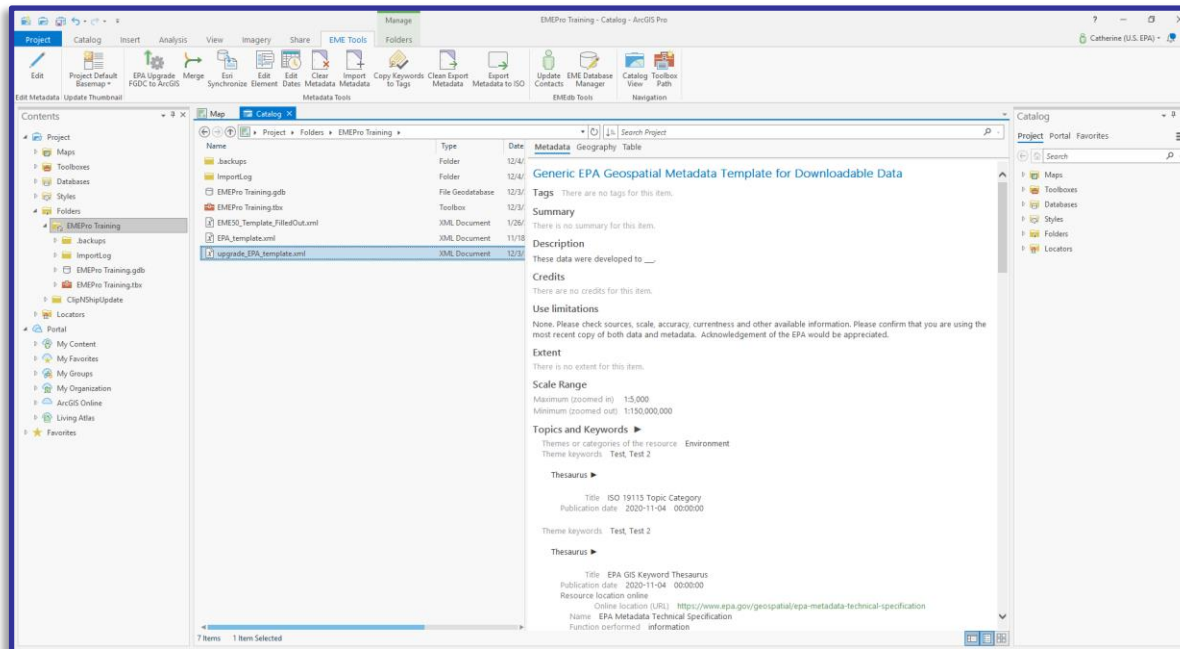 Manage
EMEPro Training - Catalog - ArcGIS Pro
?
Project Catalog Insert Analysis View Imagery Share EME Tools Folders
Catherine (U.S. EPA)
Edit
Project Default Basemap
EPA Upgrade FGDC to ArcGIS
Merge
Esri Synchronize
Edit Element
Edit Dates
Clear Metadata
Import Metadata
Copy Keywords to Tags
Clean Export Metadata
Export Metadata to ISO
Update Contacts
EME Database Manager
Catalog View
Toolbox Path
Edit Metadata Update Thumbnail Metadata Tools EMEdb Tools Navigation
Contents
Project
Maps
Toolboxes
Databases
Styles
Folders
EMEPro Training
.backups
ImportLog
EMEPro Training.gdb
EMEPro Training.tbx
ClipNShipUpdate
Locators
Portal
My Content
My Favorites
My Groups
My Organization
ArcGIS Online
Living Atlas
Favorites
Map Catalog
Project Folders EMEPro Training
Search Project
Name Type Date
.backups Folder 12/4/
ImportLog Folder 12/4/
EMEPro Training.gdb File Geodatabase 12/3/
EMEPro Training.tbx Toolbox 12/3/
EME50_Template_FilledOut.xml XML Document 1/26/
EPA_template.xml XML Document 11/18
upgrade_EPA_template.xml XML Document 12/3/
7 Items 1 Item Selected
Metadata Geography Table
Generic EPA Geospatial Metadata Template for Downloadable Data
Tags There are no tags for this item.
Summary
There is no summary for this item.
Description
These data were developed to __.
Credits
There are no credits for this item.
Use limitations
None. Please check sources, scale, accuracy, currentness and other available information. Please confirm that you are using the
most recent copy of both data and metadata. Acknowledgement of the EPA would be appreciated.
Extent
There is no extent for this item.
Scale Range
Maximum (zoomed in) 1:5,000
Minimum (zoomed out) 1:150,000,000
Topics and Keywords
Themes or categories of the resource Environment
Theme keywords Test, Test 2
Thesaurus
Title ISO 19115 Topic Category
Publication date 2020-11-04 00:00:00
Theme keywords Test, Test 2
Thesaurus
Title EPA GIS Keyword Thesaurus
Publication date 2020-11-04 00:00:00
Resource location online
Online location (URL) https://www.epa.gov/geospatial/epa-metadata-technical-specification
Name EPA Metadata Technical Specification
Function performed information
Catalog
Project Portal Favorites
Search
Maps
Toolboxes
Databases
Styles
Folders
Locators